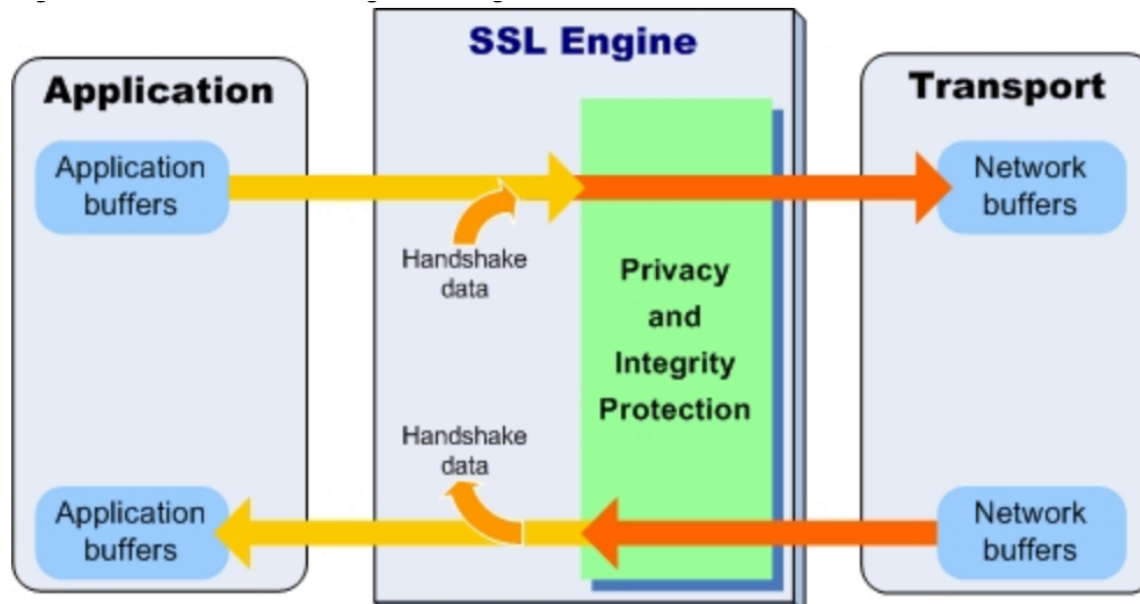 SSL Engine
Application
Transport
Application
buffers
Network
buffers
Handshake
data
Privacy
and
Integrity
Protection
Handshake
data
Application
buffers
Network
buffers